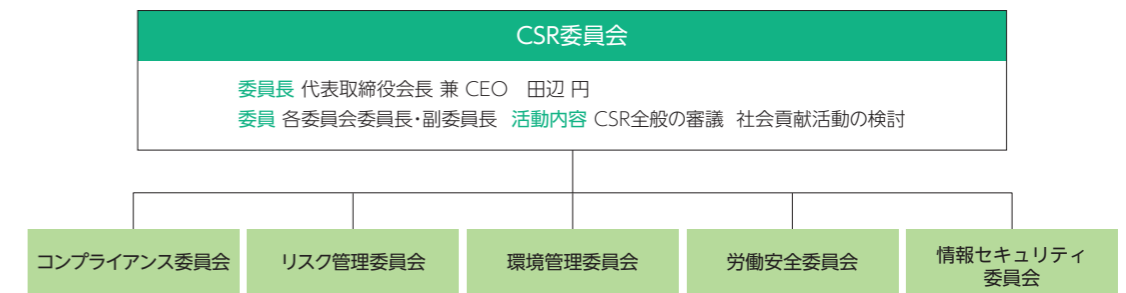 CSR委員会
委員長 代表取締役会長 兼 CEO　田辺 円
委員 各委員会委員長・副委員長　活動内容 CSR全般の審議　社会貢献活動の検討
コンプライアンス委員会
リスク管理委員会
環境管理委員会
労働安全委員会
情報セキュリティ
委員会